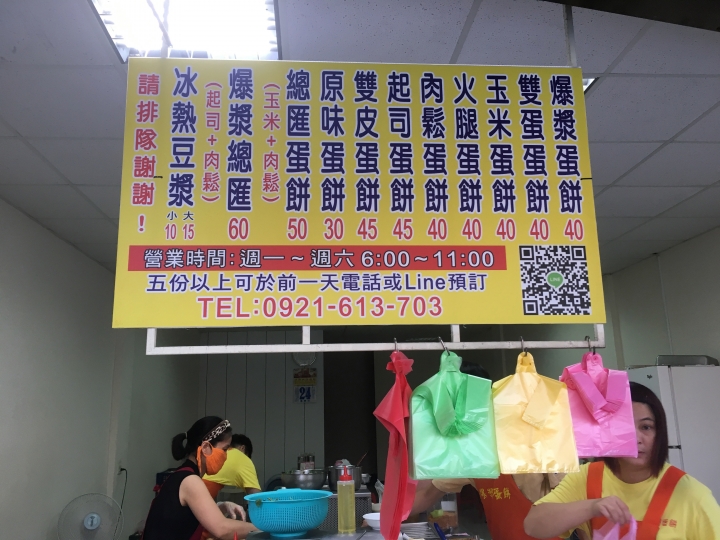 爆漿蛋餅 40
雙蛋蛋餅 40
玉米蛋餅 40
火腿蛋餅 40
肉鬆蛋餅 40
起司蛋餅 45
雙皮蛋餅 45
原味蛋餅 30
總匯蛋餅 50
(玉米+肉鬆)
爆漿總匯 60
(起司+肉鬆)
冰熱豆漿 大15 小10
請排隊謝謝!
營業時間:週一~週六6:00~11:00
五份以上可於前一天電話或Line預訂
TEL:0921-613-703
LINE
24